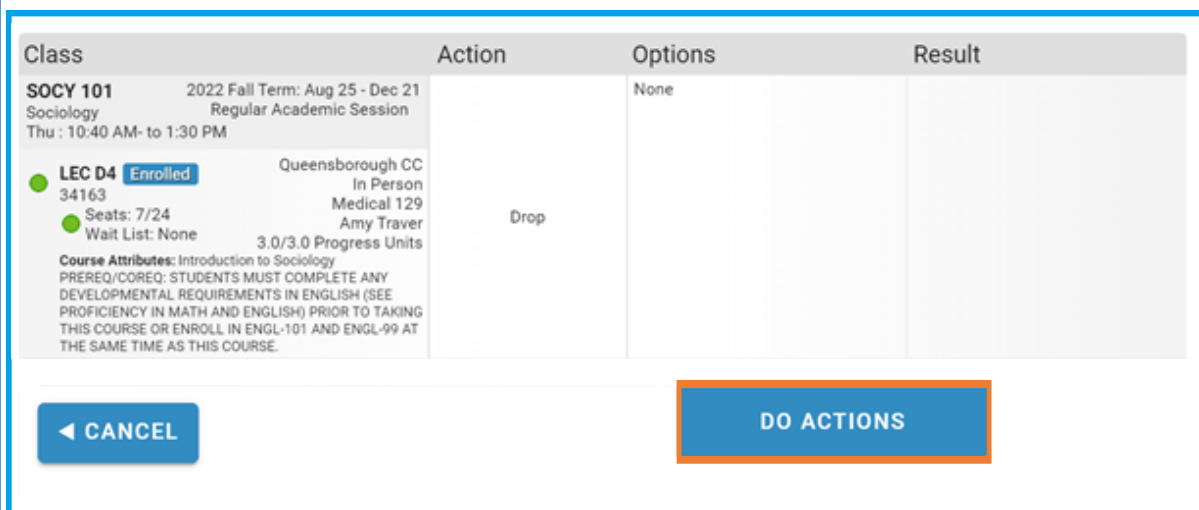 Class Action Options Result
SOCY 101 2022 Fall Term: Aug 25 - Dec 21
Sociology Regular Academic Session
Thu : 10:40 AM- to 1:30 PM
None
LEC D4 Enrolled Queensborough CC
34163 In Person
Seats: 7/24 Medical 129
Wait List: None Amy Traver
3.0/3.0 Progress Units
Drop
Course Attributes: Introduction to Sociology
PREREQ/COREQ: STUDENTS MUST COMPLETE ANY
DEVELOPMENTAL REQUIREMENTS IN ENGLISH (SEE
PROFICIENCY IN MATH AND ENGLISH) PRIOR TO TAKING
THIS COURSE OR ENROLL IN ENGL-101 AND ENGL-99 AT
THE SAME TIME AS THIS COURSE.
CANCEL DO ACTIONS